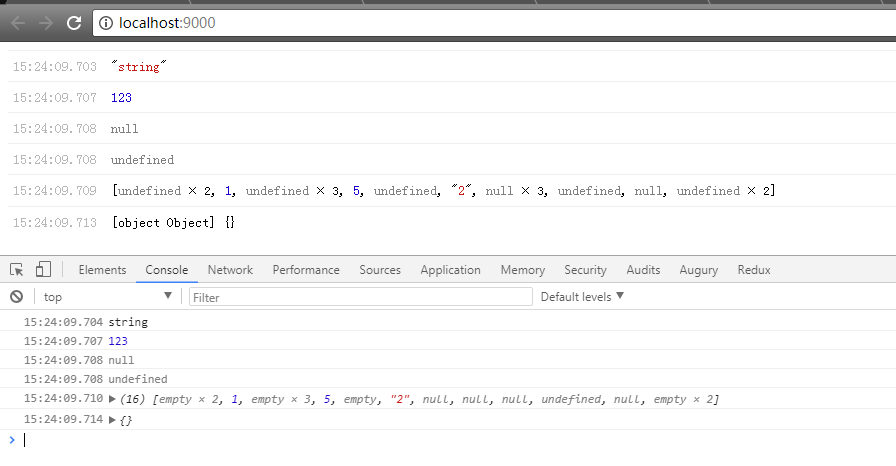 localhost:9000
15:24:09.703 "string"
15:24:09.707 123
15:24:09.708 null
15:24:09.708 undefined
15:24:09.709 [undefined × 2, 1, undefined × 3, 5, undefined, "2", null × 3, undefined, null, undefined × 2]
15:24:09.713 [object Object] {}
Elements Console Network Performance Sources Application Memory Security Audits Augury Redux
top ▼ Filter Default levels ▼
15:24:09.704 string
15:24:09.707 123
15:24:09.708 null
15:24:09.708 undefined
15:24:09.710 ▶(16) [empty × 2, 1, empty × 3, 5, empty, "2", null, null, null, undefined, null, empty × 2]
15:24:09.714 ▶{}
>